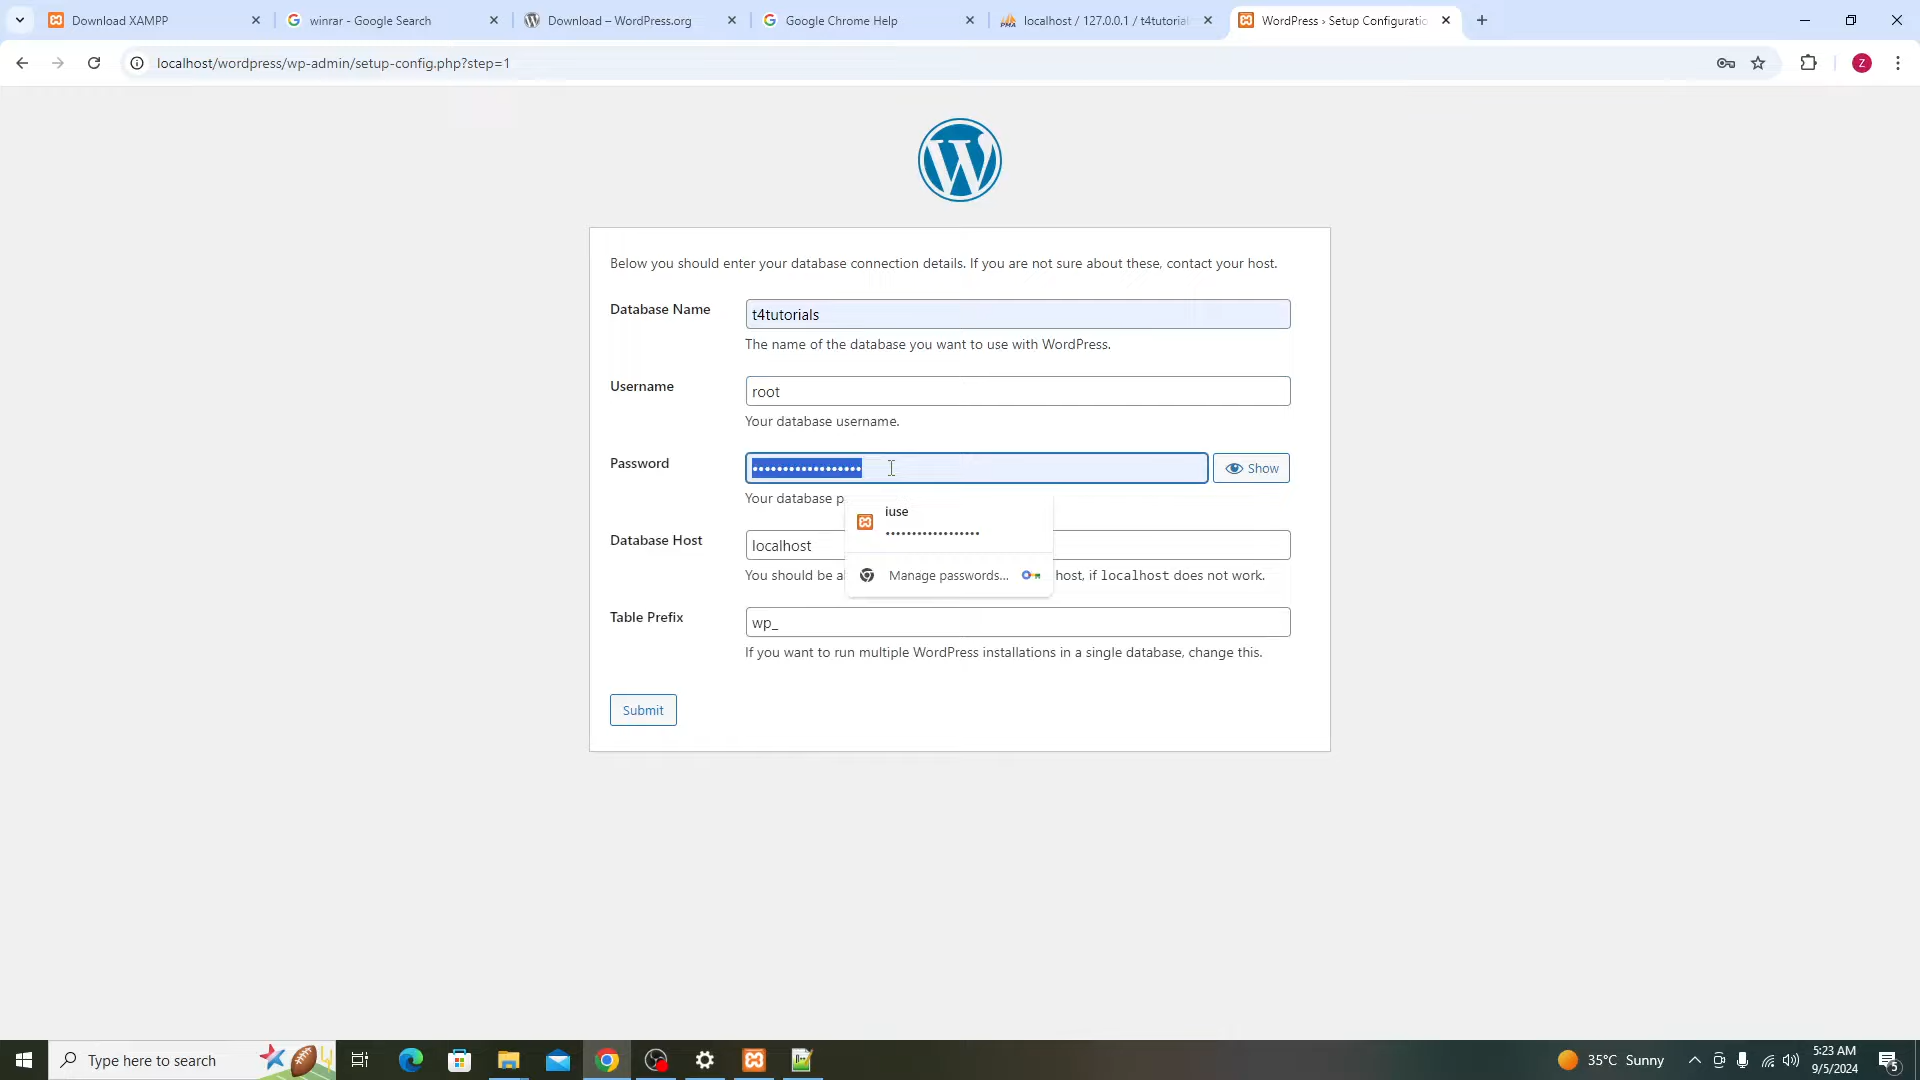 Download XAMPP
winrar - Google Search
Download – WordPress.org
Google Chrome Help
localhost / 127.0.0.1 / t4tutorial
WordPress › Setup Configuratio
localhost/wordpress/wp-admin/setup-config.php?step=1
Z
Below you should enter your database connection details. If you are not sure about these, contact your host.
Database Name
t4tutorials
The name of the database you want to use with WordPress.
Username
root
Your database username.
Password
••••••••••••••••••
Show
Your database p
iuse
••••••••••••••••••
Database Host
localhost
Manage passwords...
You should be a host, if localhost does not work.
Table Prefix
wp_
If you want to run multiple WordPress installations in a single database, change this.
Submit
Type here to search
35°C Sunny
5:23 AM
9/5/2024
5